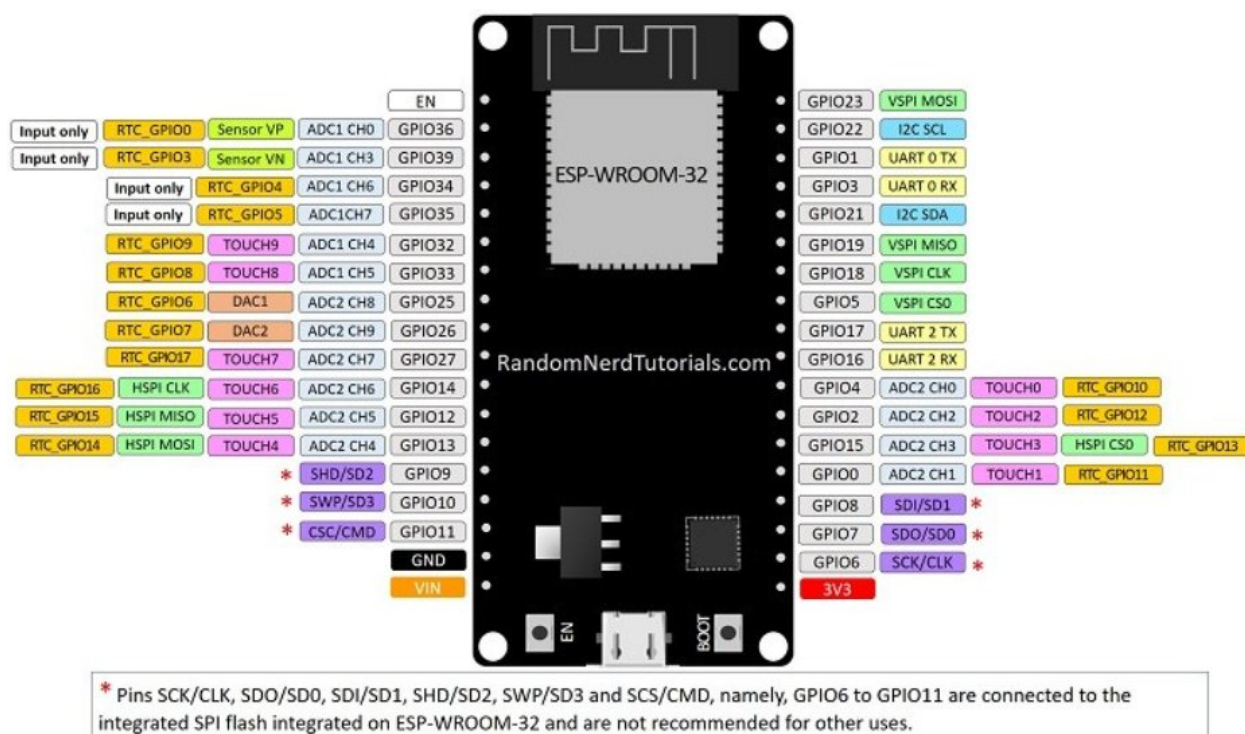 EN
Input only RTC_GPIO0 Sensor VP ADC1 CH0 GPIO36
Input only RTC_GPIO3 Sensor VN ADC1 CH3 GPIO39
Input only RTC_GPIO4 ADC1 CH6 GPIO34
Input only RTC_GPIO5 ADC1CH7 GPIO35
RTC_GPIO9 TOUCH9 ADC1 CH4 GPIO32
RTC_GPIO8 TOUCH8 ADC1 CH5 GPIO33
RTC_GPIO6 DAC1 ADC2 CH8 GPIO25
RTC_GPIO7 DAC2 ADC2 CH9 GPIO26
RTC_GPIO17 TOUCH7 ADC2 CH7 GPIO27
RTC_GPIO16 HSPI CLK TOUCH6 ADC2 CH6 GPIO14
RTC_GPIO15 HSPI MISO TOUCH5 ADC2 CH5 GPIO12
RTC_GPIO14 HSPI MOSI TOUCH4 ADC2 CH4 GPIO13
* SHD/SD2 GPIO9
* SWP/SD3 GPIO10
* CSC/CMD GPIO11
GND
VIN
ESP-WROOM-32
RandomNerdTutorials.com
EN
BOOT
GPIO23 VSPI MOSI
GPIO22 I2C SCL
GPIO1 UART 0 TX
GPIO3 UART 0 RX
GPIO21 I2C SDA
GPIO19 VSPI MISO
GPIO18 VSPI CLK
GPIO5 VSPI CS0
GPIO17 UART 2 TX
GPIO16 UART 2 RX
GPIO4 ADC2 CH0 TOUCH0 RTC_GPIO10
GPIO2 ADC2 CH2 TOUCH2 RTC_GPIO12
GPIO15 ADC2 CH3 TOUCH3 HSPI CS0 RTC_GPIO13
GPIO0 ADC2 CH1 TOUCH1 RTC_GPIO11
GPIO8 SDI/SD1 *
GPIO7 SDO/SD0 *
GPIO6 SCK/CLK *
3V3
* Pins SCK/CLK, SDO/SD0, SDI/SD1, SHD/SD2, SWP/SD3 and SCS/CMD, namely, GPIO6 to GPIO11 are connected to the
integrated SPI flash integrated on ESP-WROOM-32 and are not recommended for other uses.